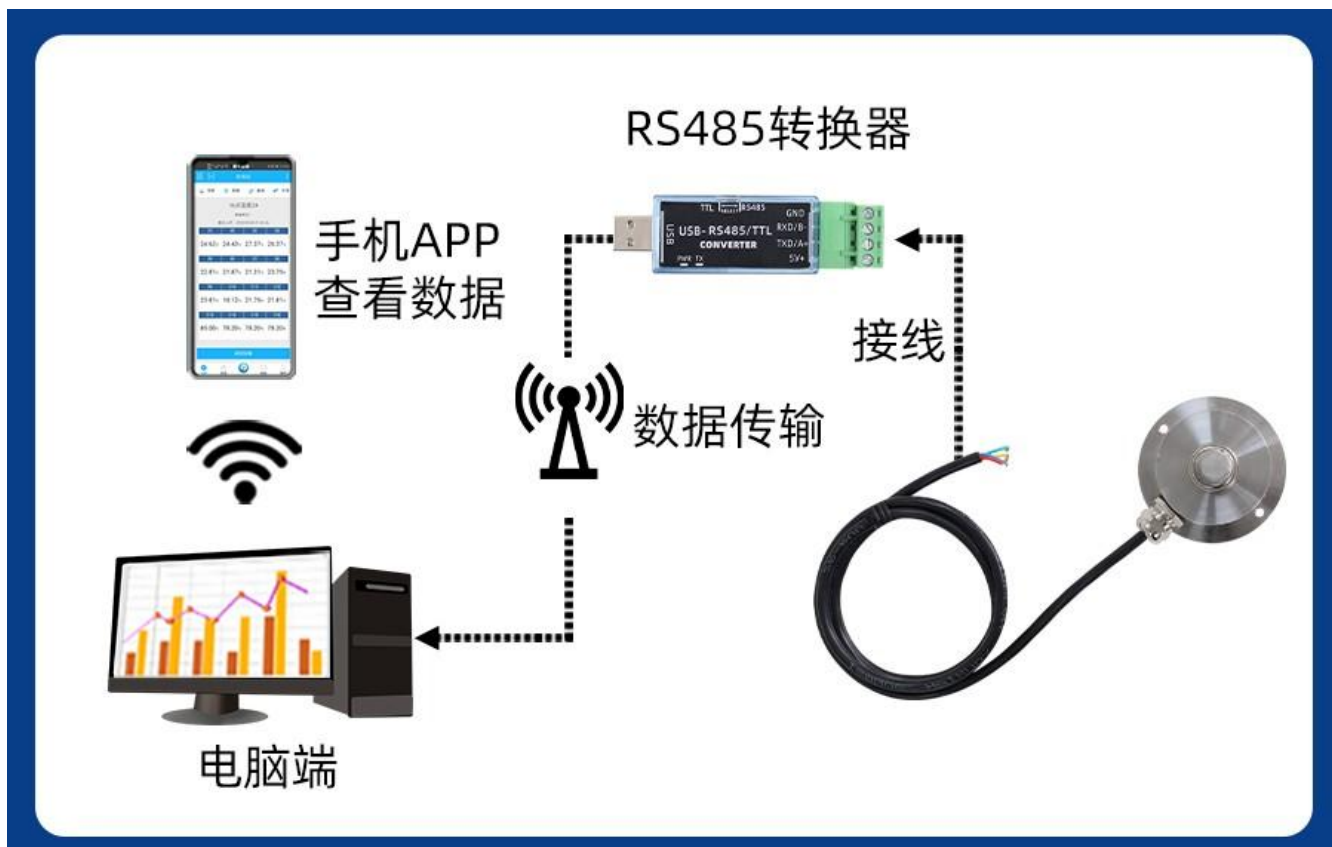 RS485转换器
TTL RS485
GND
USB
USB-RS485/TTL
RXD/B-
CONVERTER
TXD/A+
PWR TX
5V+
手机APP
查看数据
接线
数据传输
电脑端